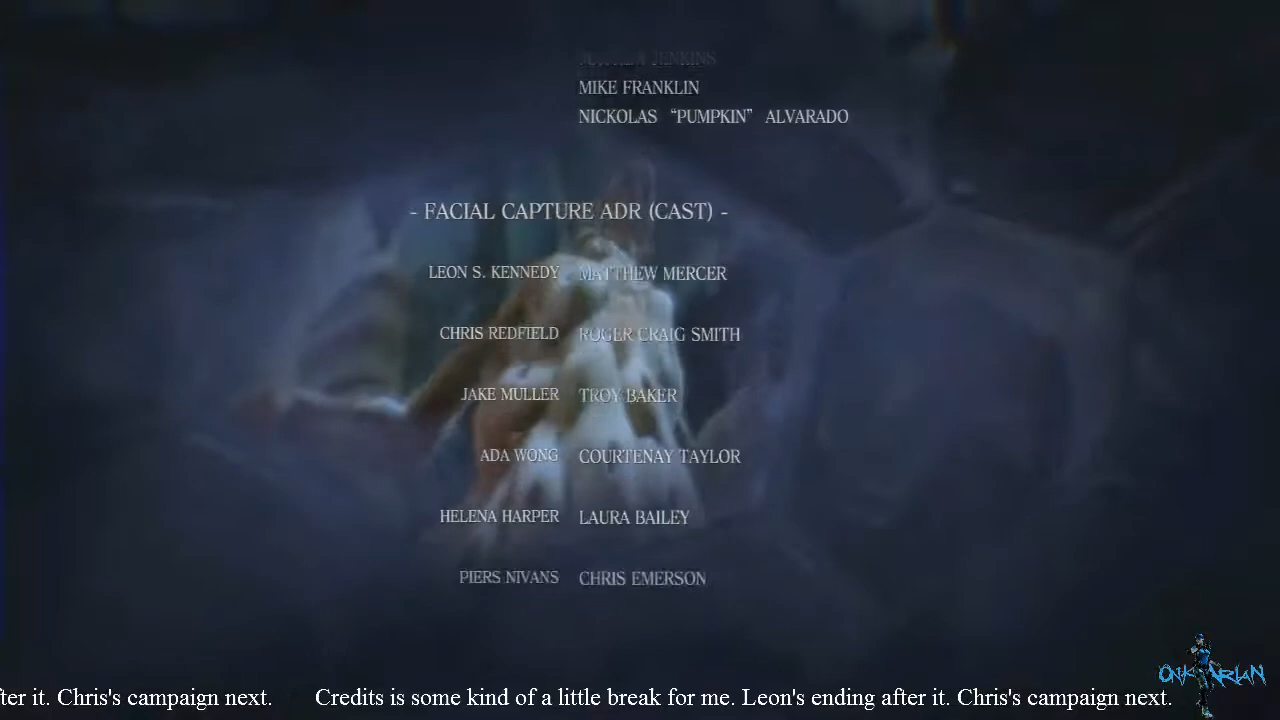 JENKINS
MIKE FRANKLIN
NICKOLAS “PUMPKIN” ALVARADO
- FACIAL CAPTURE ADR (CAST) -
LEON S. KENNEDY MATTHEW MERCER
CHRIS REDFIELD ROGER CRAIG SMITH
JAKE MULLER TROY BAKER
ADA WONG COURTENAY TAYLOR
HELENA HARPER LAURA BAILEY
PIERS NIVANS CHRIS EMERSON
fter it. Chris's campaign next. Credits is some kind of a little break for me. Leon's ending after it. Chris's campaign next.